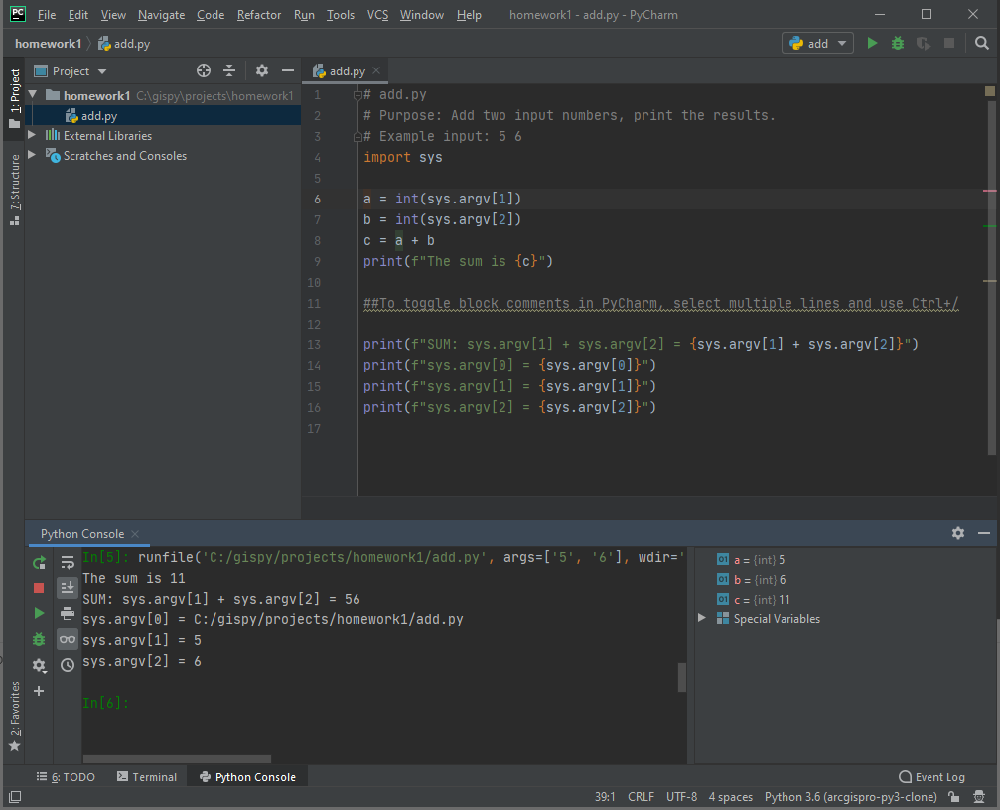 PC File Edit View Navigate Code Refactor Run Tools VCS Window Help homework1 - add.py - PyCharm
homework1 add.py add
1: Project
Project
homework1 C:\gispy\projects\homework1
add.py
External Libraries
Scratches and Consoles
7: Structure
2: Favorites
add.py
1 # add.py
2 # Purpose: Add two input numbers, print the results.
3 # Example input: 5 6
4 import sys
5
6 a = int(sys.argv[1])
7 b = int(sys.argv[2])
8 c = a + b
9 print(f"The sum is {c}")
10
11 ##To toggle block comments in PyCharm, select multiple lines and use Ctrl+/
12
13 print(f"SUM: sys.argv[1] + sys.argv[2] = {sys.argv[1] + sys.argv[2]}")
14 print(f"sys.argv[0] = {sys.argv[0]}")
15 print(f"sys.argv[1] = {sys.argv[1]}")
16 print(f"sys.argv[2] = {sys.argv[2]}")
17
Python Console
In[5]: runfile('C:/gispy/projects/homework1/add.py', args=['5', '6'], wdir='
The sum is 11
SUM: sys.argv[1] + sys.argv[2] = 56
sys.argv[0] = C:/gispy/projects/homework1/add.py
sys.argv[1] = 5
sys.argv[2] = 6
In[6]:
01 a = {int} 5
01 b = {int} 6
01 c = {int} 11
Special Variables
6: TODO Terminal Python Console Event Log
39:1 CRLF UTF-8 4 spaces Python 3.6 (arcgispro-py3-clone)